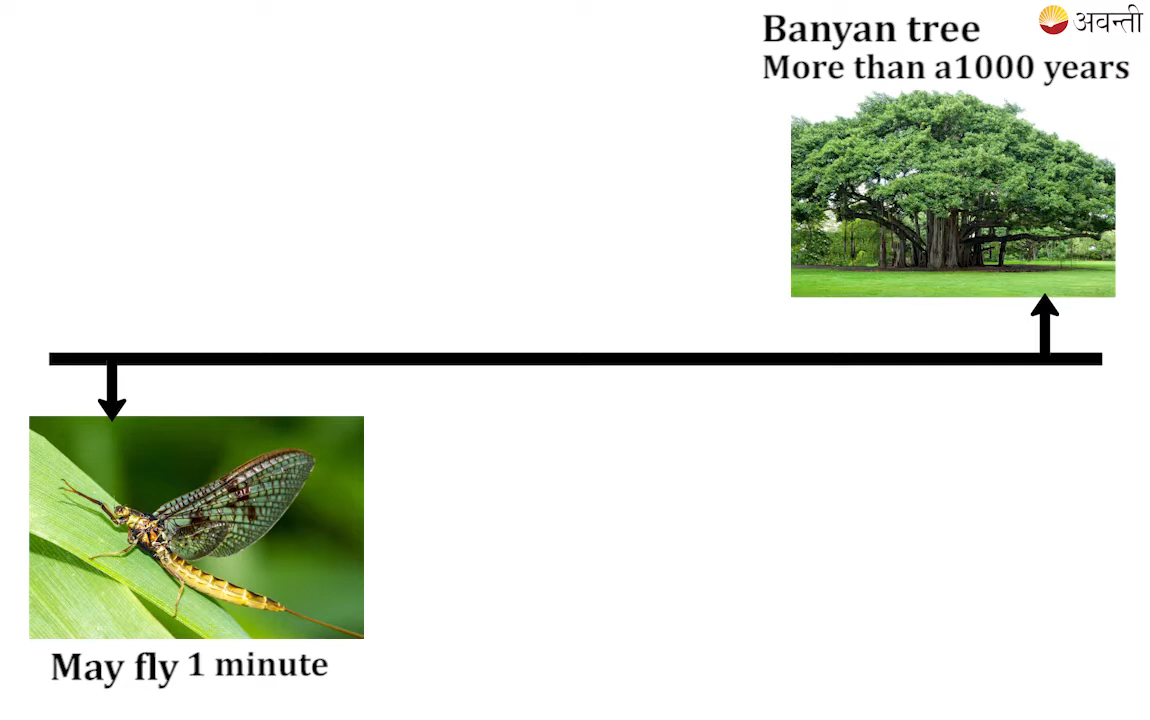 Banyan tree
अवन्ती
More than a1000 years
May fly 1 minute